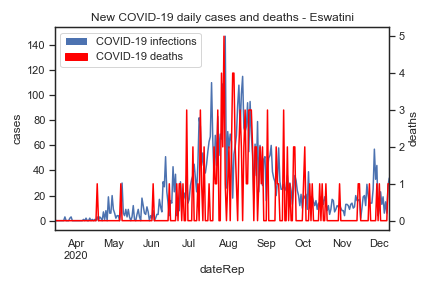 New COVID-19 daily cases and deaths - Eswatini
COVID-19 infections
COVID-19 deaths
cases
140
120
100
80
60
40
20
0
deaths
5
4
3
2
1
0
Apr May Jun Jul Aug Sep Oct Nov Dec
2020
dateRep